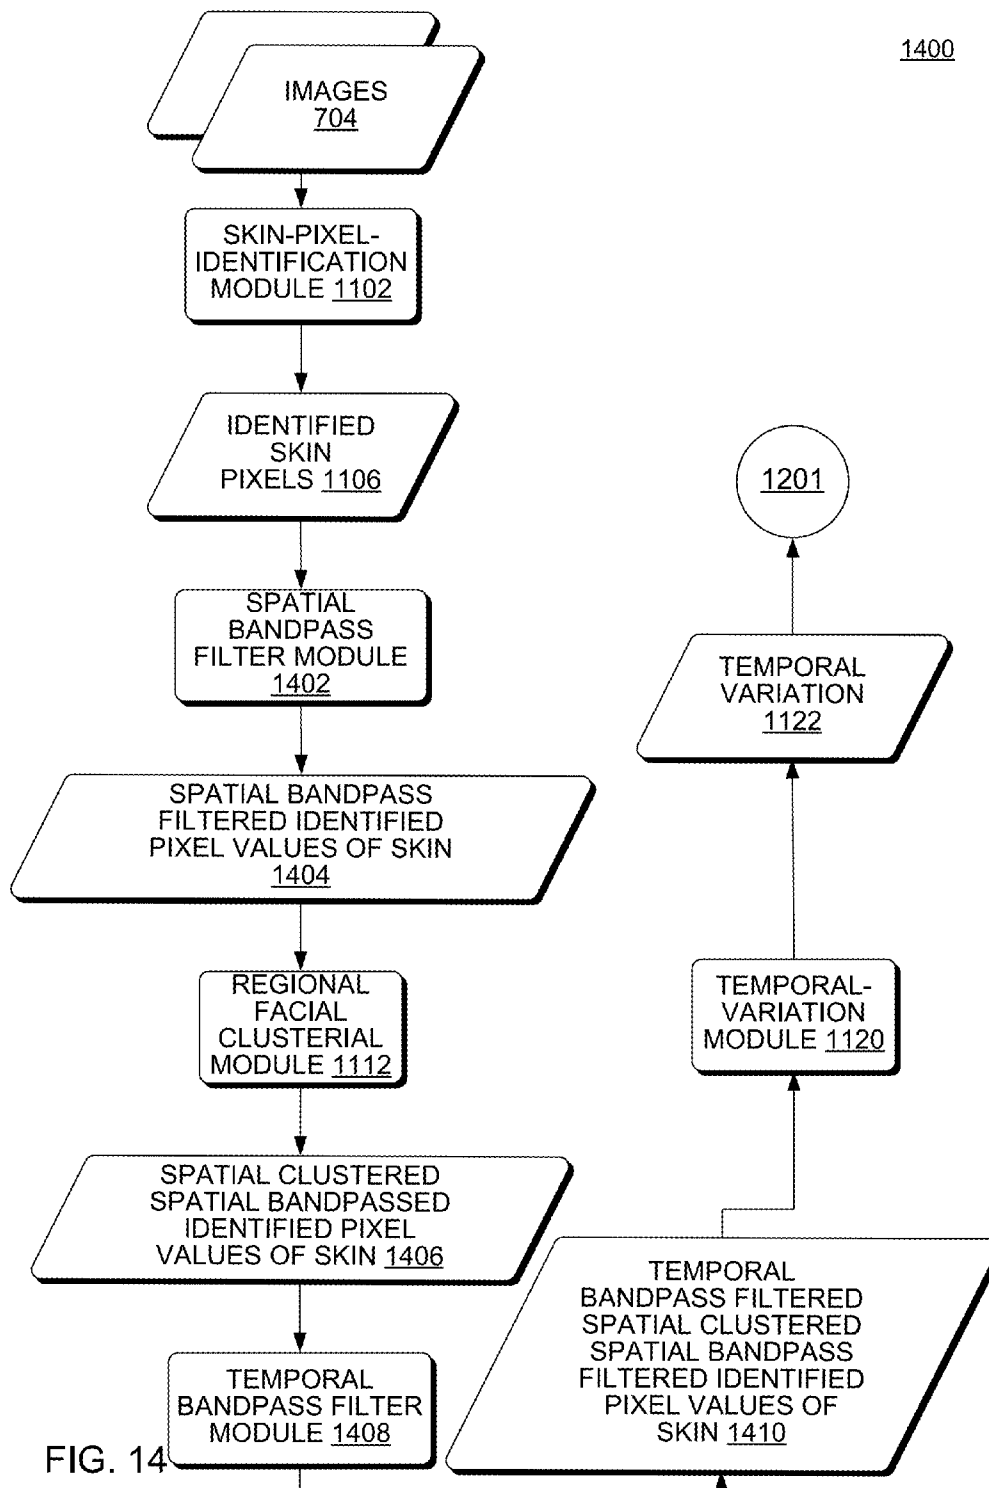 1400
IMAGES
704
SKIN-PIXEL-
IDENTIFICATION
MODULE 1102
IDENTIFIED
SKIN
PIXELS 1106
SPATIAL
BANDPASS
FILTER MODULE
1402
SPATIAL BANDPASS
FILTERED IDENTIFIED
PIXEL VALUES OF SKIN
1404
REGIONAL
FACIAL
CLUSTERIAL
MODULE 1112
SPATIAL CLUSTERED
SPATIAL BANDPASSED
IDENTIFIED PIXEL
VALUES OF SKIN 1406
TEMPORAL
BANDPASS FILTER
MODULE 1408
TEMPORAL
BANDPASS FILTERED
SPATIAL CLUSTERED
SPATIAL BANDPASS
FILTERED IDENTIFIED
PIXEL VALUES OF
SKIN 1410
TEMPORAL-
VARIATION
MODULE 1120
TEMPORAL
VARIATION
1122
1201
FIG. 14